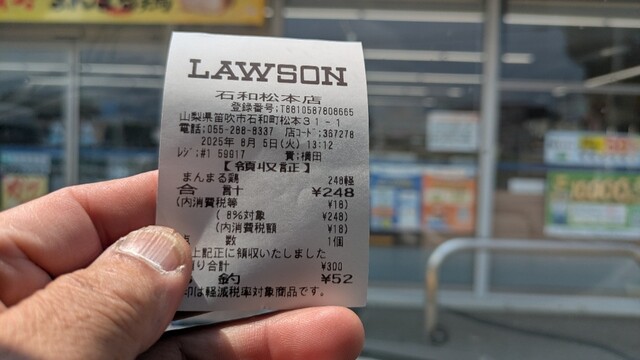 LAWSON
石和松本店
登録番号:T8810587808665
山梨県笛吹市石和町松本31-1
電話:055-288-8337 店コード:367278
2025年 8月 5日(火) 13:12
レジ:#1 59917 責:横田
【領収証】
まんまる鶏 248軽
合 計 ¥248
(内消費税等 ¥18)
( 8%対象 ¥248)
(内消費税額 ¥18)
点 数 1個
上記正に領収いたしました
り合計 ¥300
釣 ¥52
印は軽減税率対象商品です。